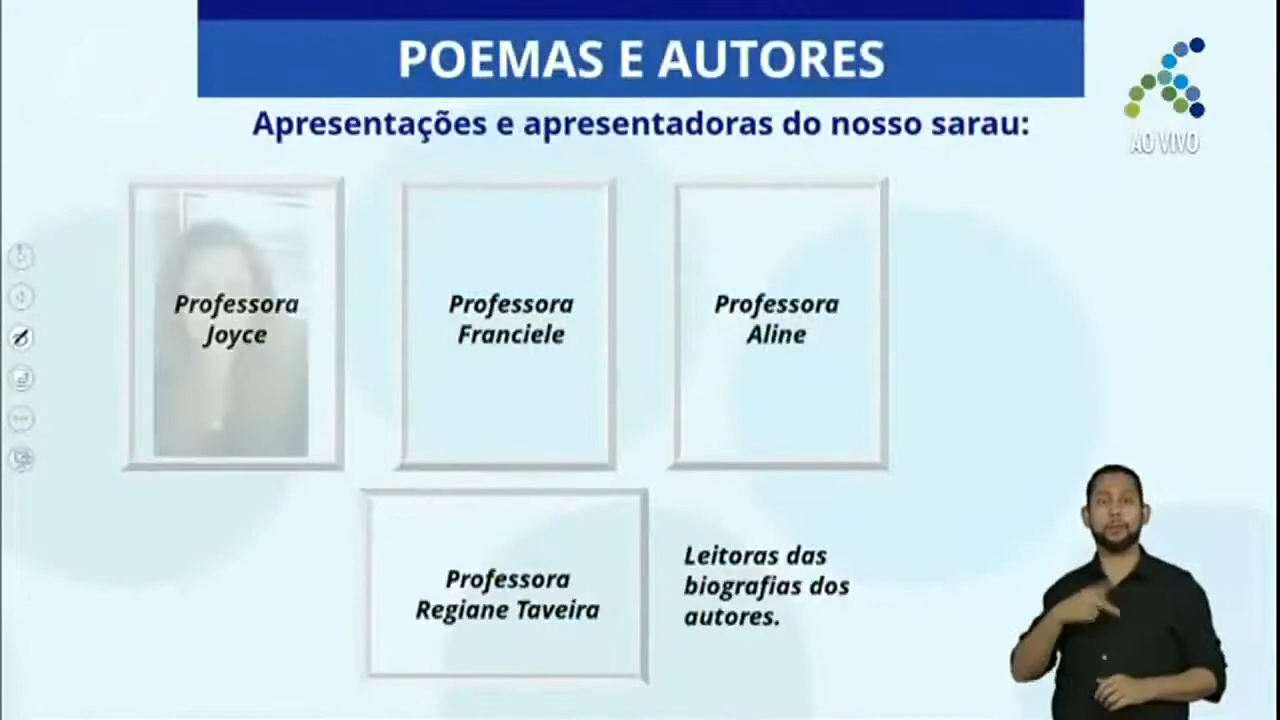 POEMAS E AUTORES
Apresentações e apresentadoras do nosso sarau:
AO VIVO
Professora
Joyce
Professora
Franciele
Professora
Aline
Professora
Regiane Taveira
Leitoras das
biografias dos
autores.